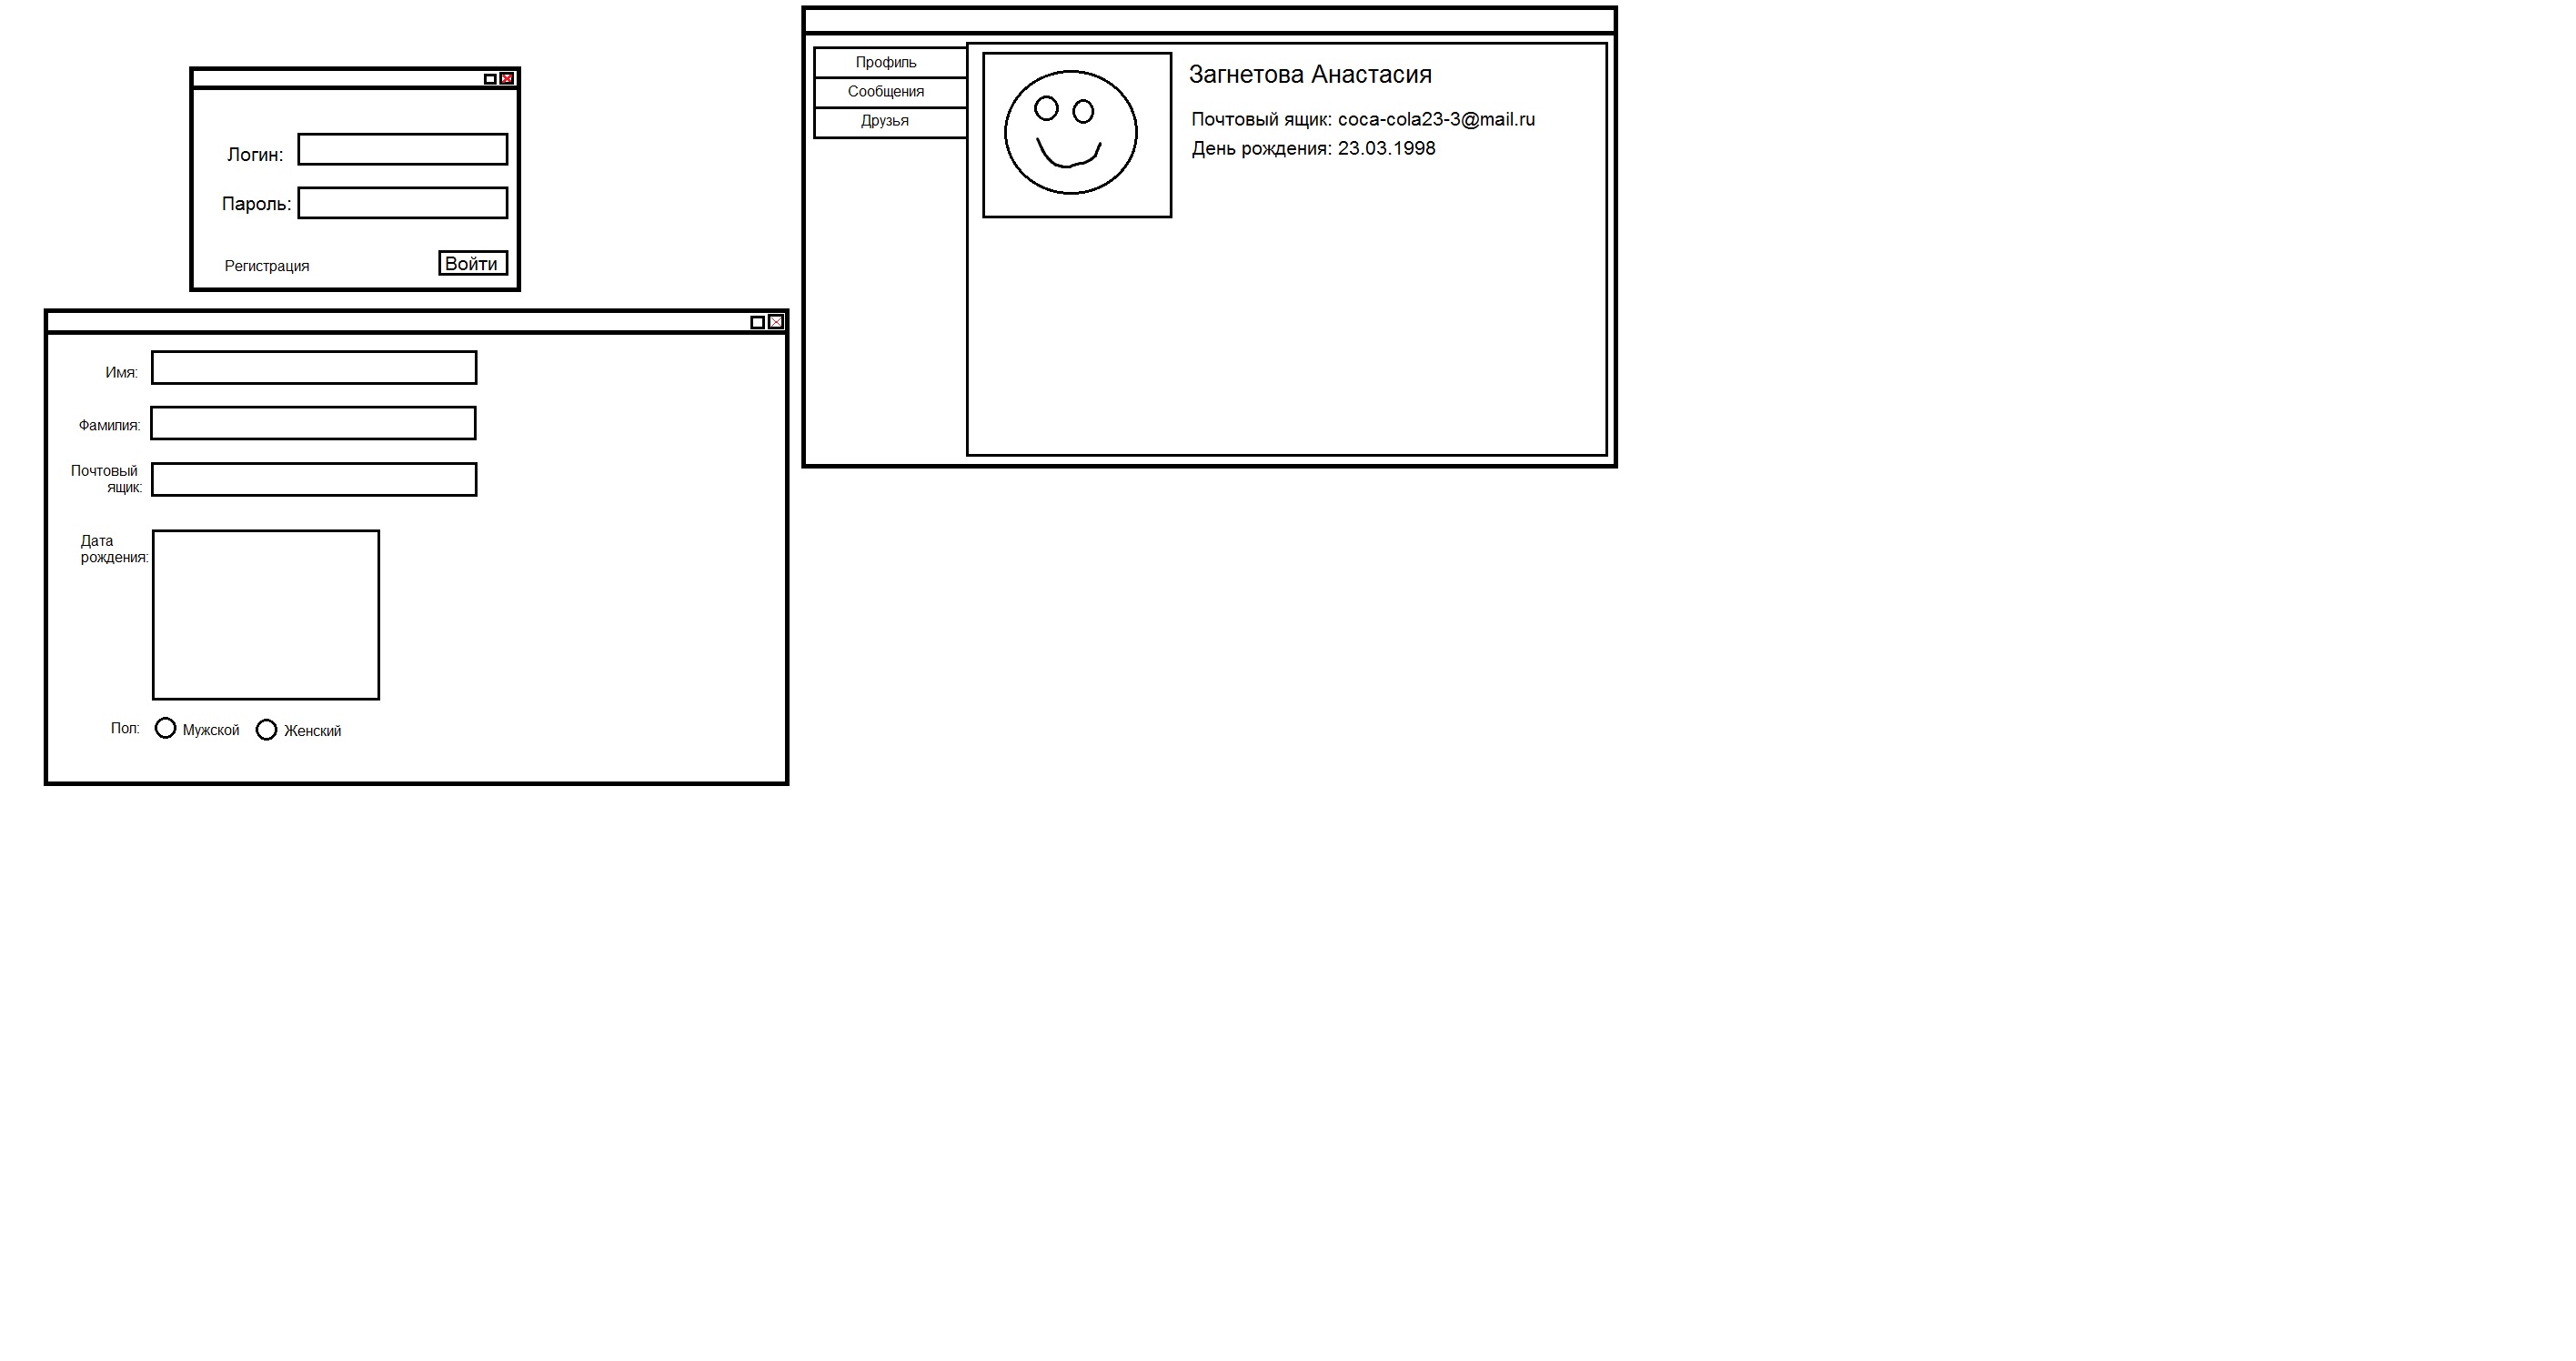 Логин:
Пароль:
Регистрация
Войти
Имя:
Фамилия:
Почтовый
ящик:
Дата
рождения:
Пол:
Мужской
Женский
Профиль
Сообщения
Друзья
Загнетова Анастасия
Почтовый ящик: coca-cola23-3@mail.ru
День рождения: 23.03.1998